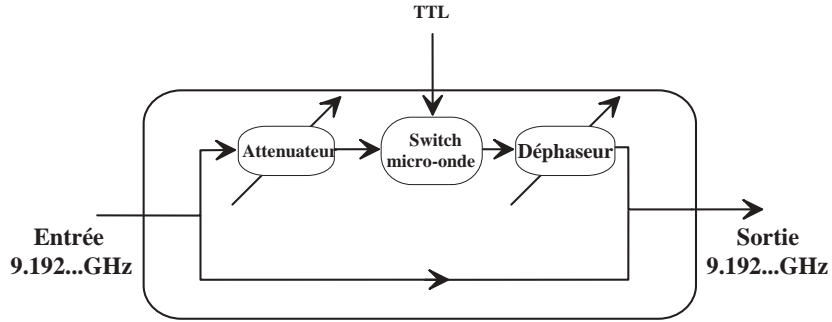 TTL
Attenuateur
Switch
micro-onde
Déphaseur
Entrée
9.192...GHz
Sortie
9.192...GHz